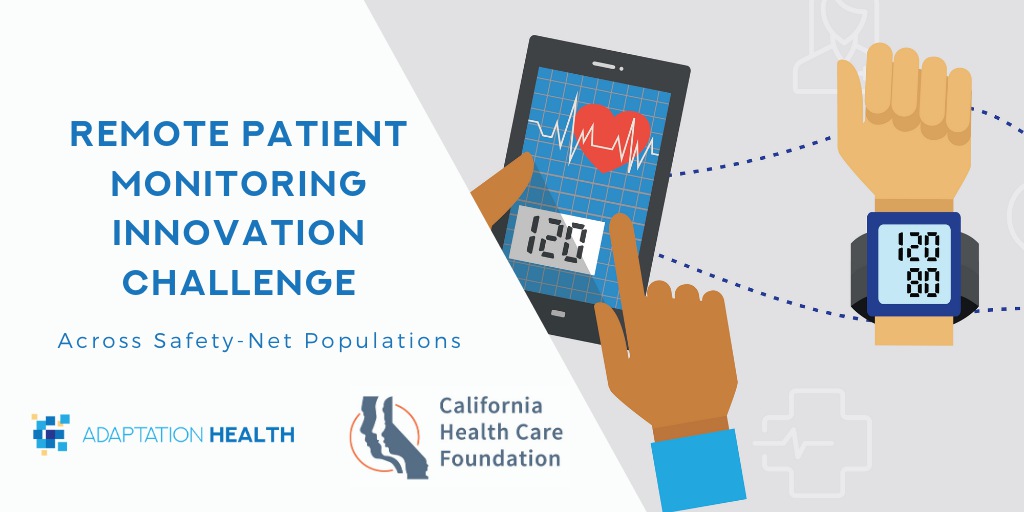 REMOTE PATIENT
MONITORING
INNOVATION
CHALLENGE
Across Safety-Net Populations
ADAPTATION HEALTH
California
Health Care
Foundation
120
120
80